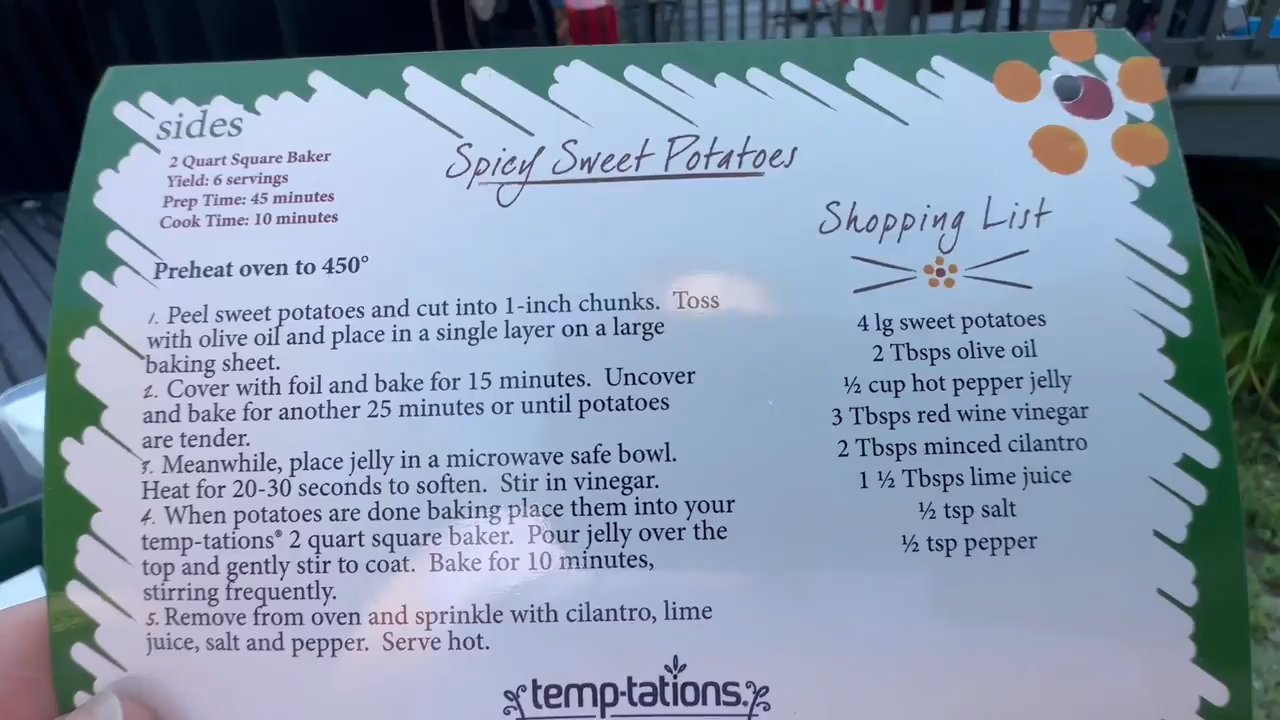 sides
2 Quart Square Baker
Yield: 6 servings
Prep Time: 45 minutes
Cook Time: 10 minutes
Spicy Sweet Potatoes
Preheat oven to 450°
1. Peel sweet potatoes and cut into 1-inch chunks. Toss
with olive oil and place in a single layer on a large
baking sheet.
2. Cover with foil and bake for 15 minutes. Uncover
and bake for another 25 minutes or until potatoes
are tender.
3. Meanwhile, place jelly in a microwave safe bowl.
Heat for 20-30 seconds to soften. Stir in vinegar.
4. When potatoes are done baking place them into your
temp-tations® 2 quart square baker. Pour jelly over the
top and gently stir to coat. Bake for 10 minutes,
stirring frequently.
5. Remove from oven and sprinkle with cilantro, lime
juice, salt and pepper. Serve hot.
Shopping List
4 lg sweet potatoes
2 Tbsps olive oil
½ cup hot pepper jelly
3 Tbsps red wine vinegar
2 Tbsps minced cilantro
1 ½ Tbsps lime juice
½ tsp salt
½ tsp pepper
temp-tations.